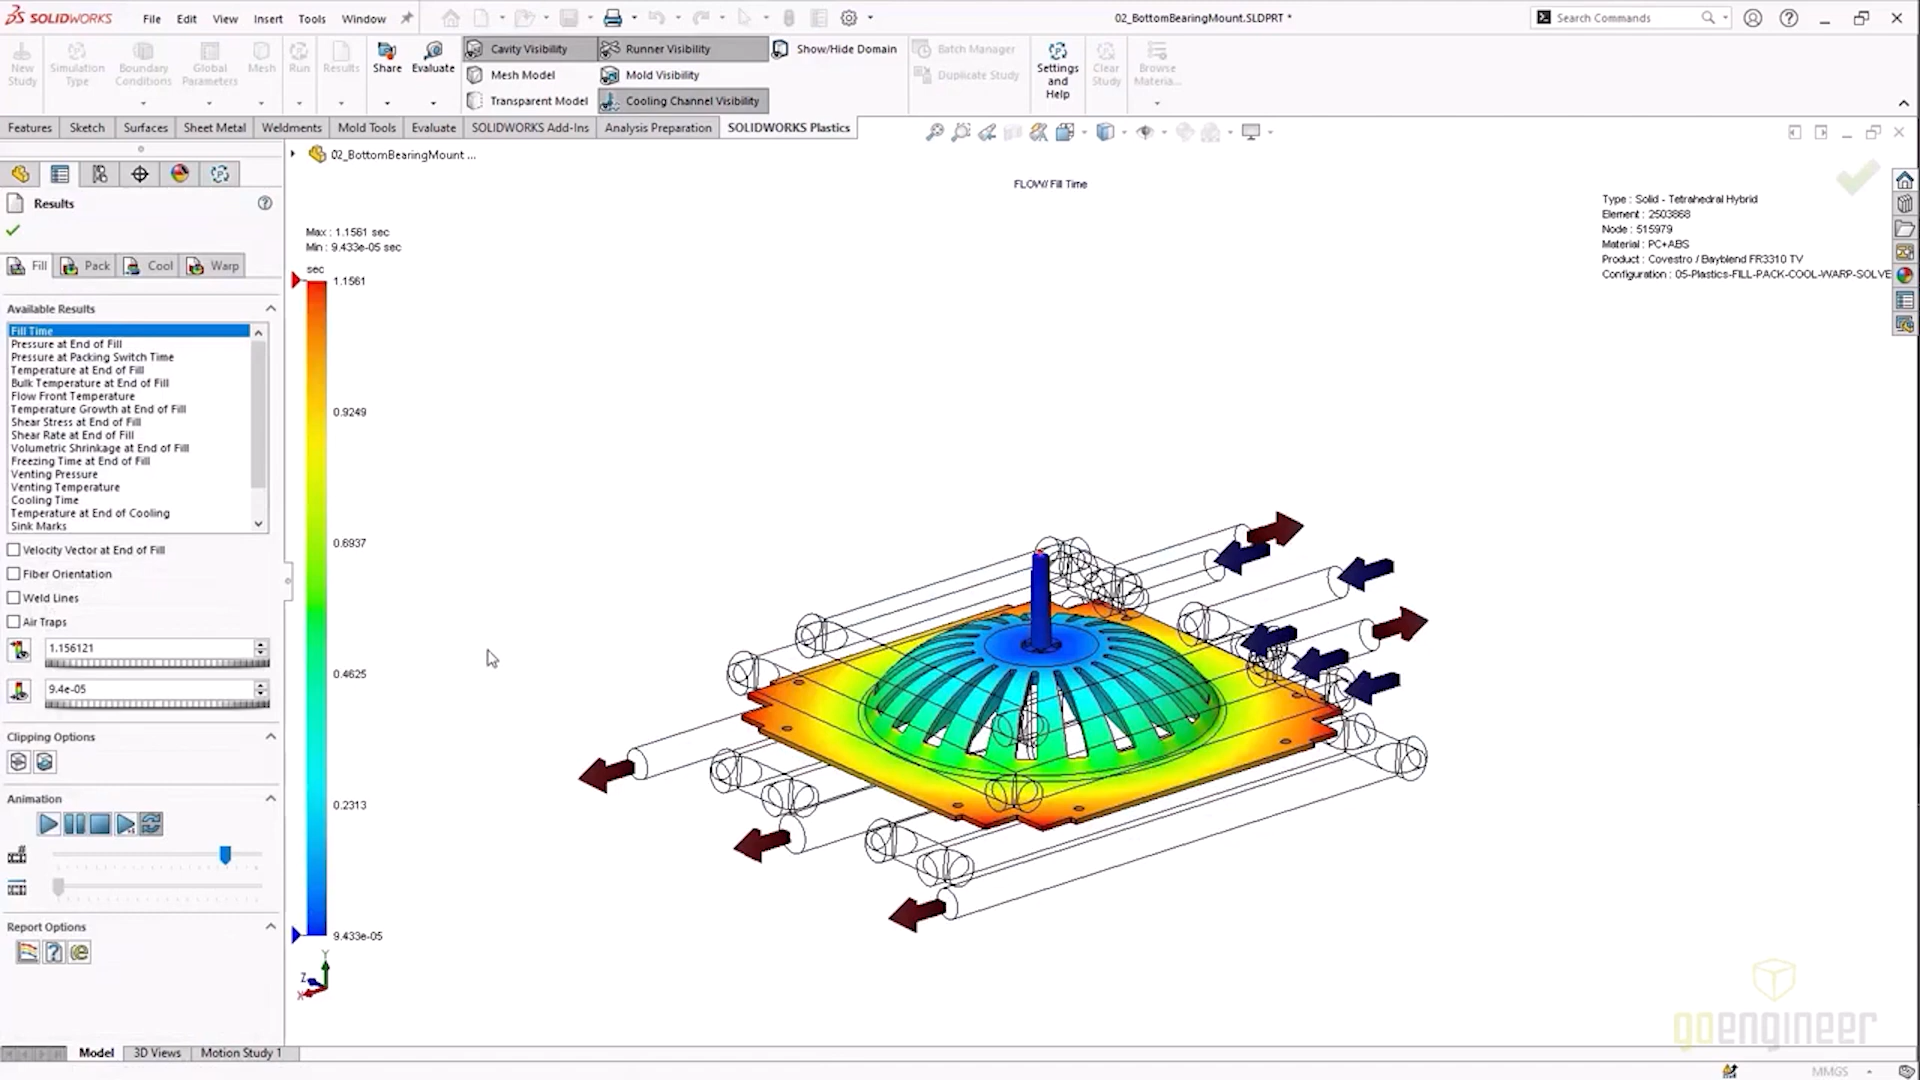 SOLIDWORKS File Edit View Insert Tools Window
02_BottomBearingMount.SLDPRT *
Search Commands
New Study
Simulation Type
Boundary Conditions
Global Parameters
Mesh
Run
Results
Share
Evaluate
Cavity Visibility
Runner Visibility
Show/Hide Domain
Mesh Model
Mold Visibility
Transparent Model
Cooling Channel Visibility
Batch Manager
Duplicate Study
Settings and Help
Clear Study
Browse Materia...
Features Sketch Surfaces Sheet Metal Weldments Mold Tools Evaluate SOLIDWORKS Add-Ins Analysis Preparation SOLIDWORKS Plastics
02_BottomBearingMount ...
Results
Fill Pack Cool Warp
Available Results
Fill Time
Pressure at End of Fill
Pressure at Packing Switch Time
Temperature at End of Fill
Bulk Temperature at End of Fill
Flow Front Temperature
Temperature Growth at End of Fill
Shear Stress at End of Fill
Shear Rate at End of Fill
Volumetric Shrinkage at End of Fill
Freezing Time at End of Fill
Venting Pressure
Venting Temperature
Cooling Time
Temperature at End of Cooling
Sink Marks
Velocity Vector at End of Fill
Fiber Orientation
Weld Lines
Air Traps
1.156121
9.4e-05
Clipping Options
Animation
Report Options
FLOW/ Fill Time
Max : 1.1561 sec
Min : 9.433e-05 sec
sec
1.1561
0.9249
0.6937
0.4625
0.2313
9.433e-05
Y
Z
X
Type : Solid - Tetrahedral Hybrid
Element : 2503868
Node : 515979
Material : PC+ABS
Product : Covestro / Bayblend FR3310 TV
Configuration : 05-Plastics-FILL-PACK-COOL-WARP-SOLVE
goengineer
Model 3D Views Motion Study 1
MMGS